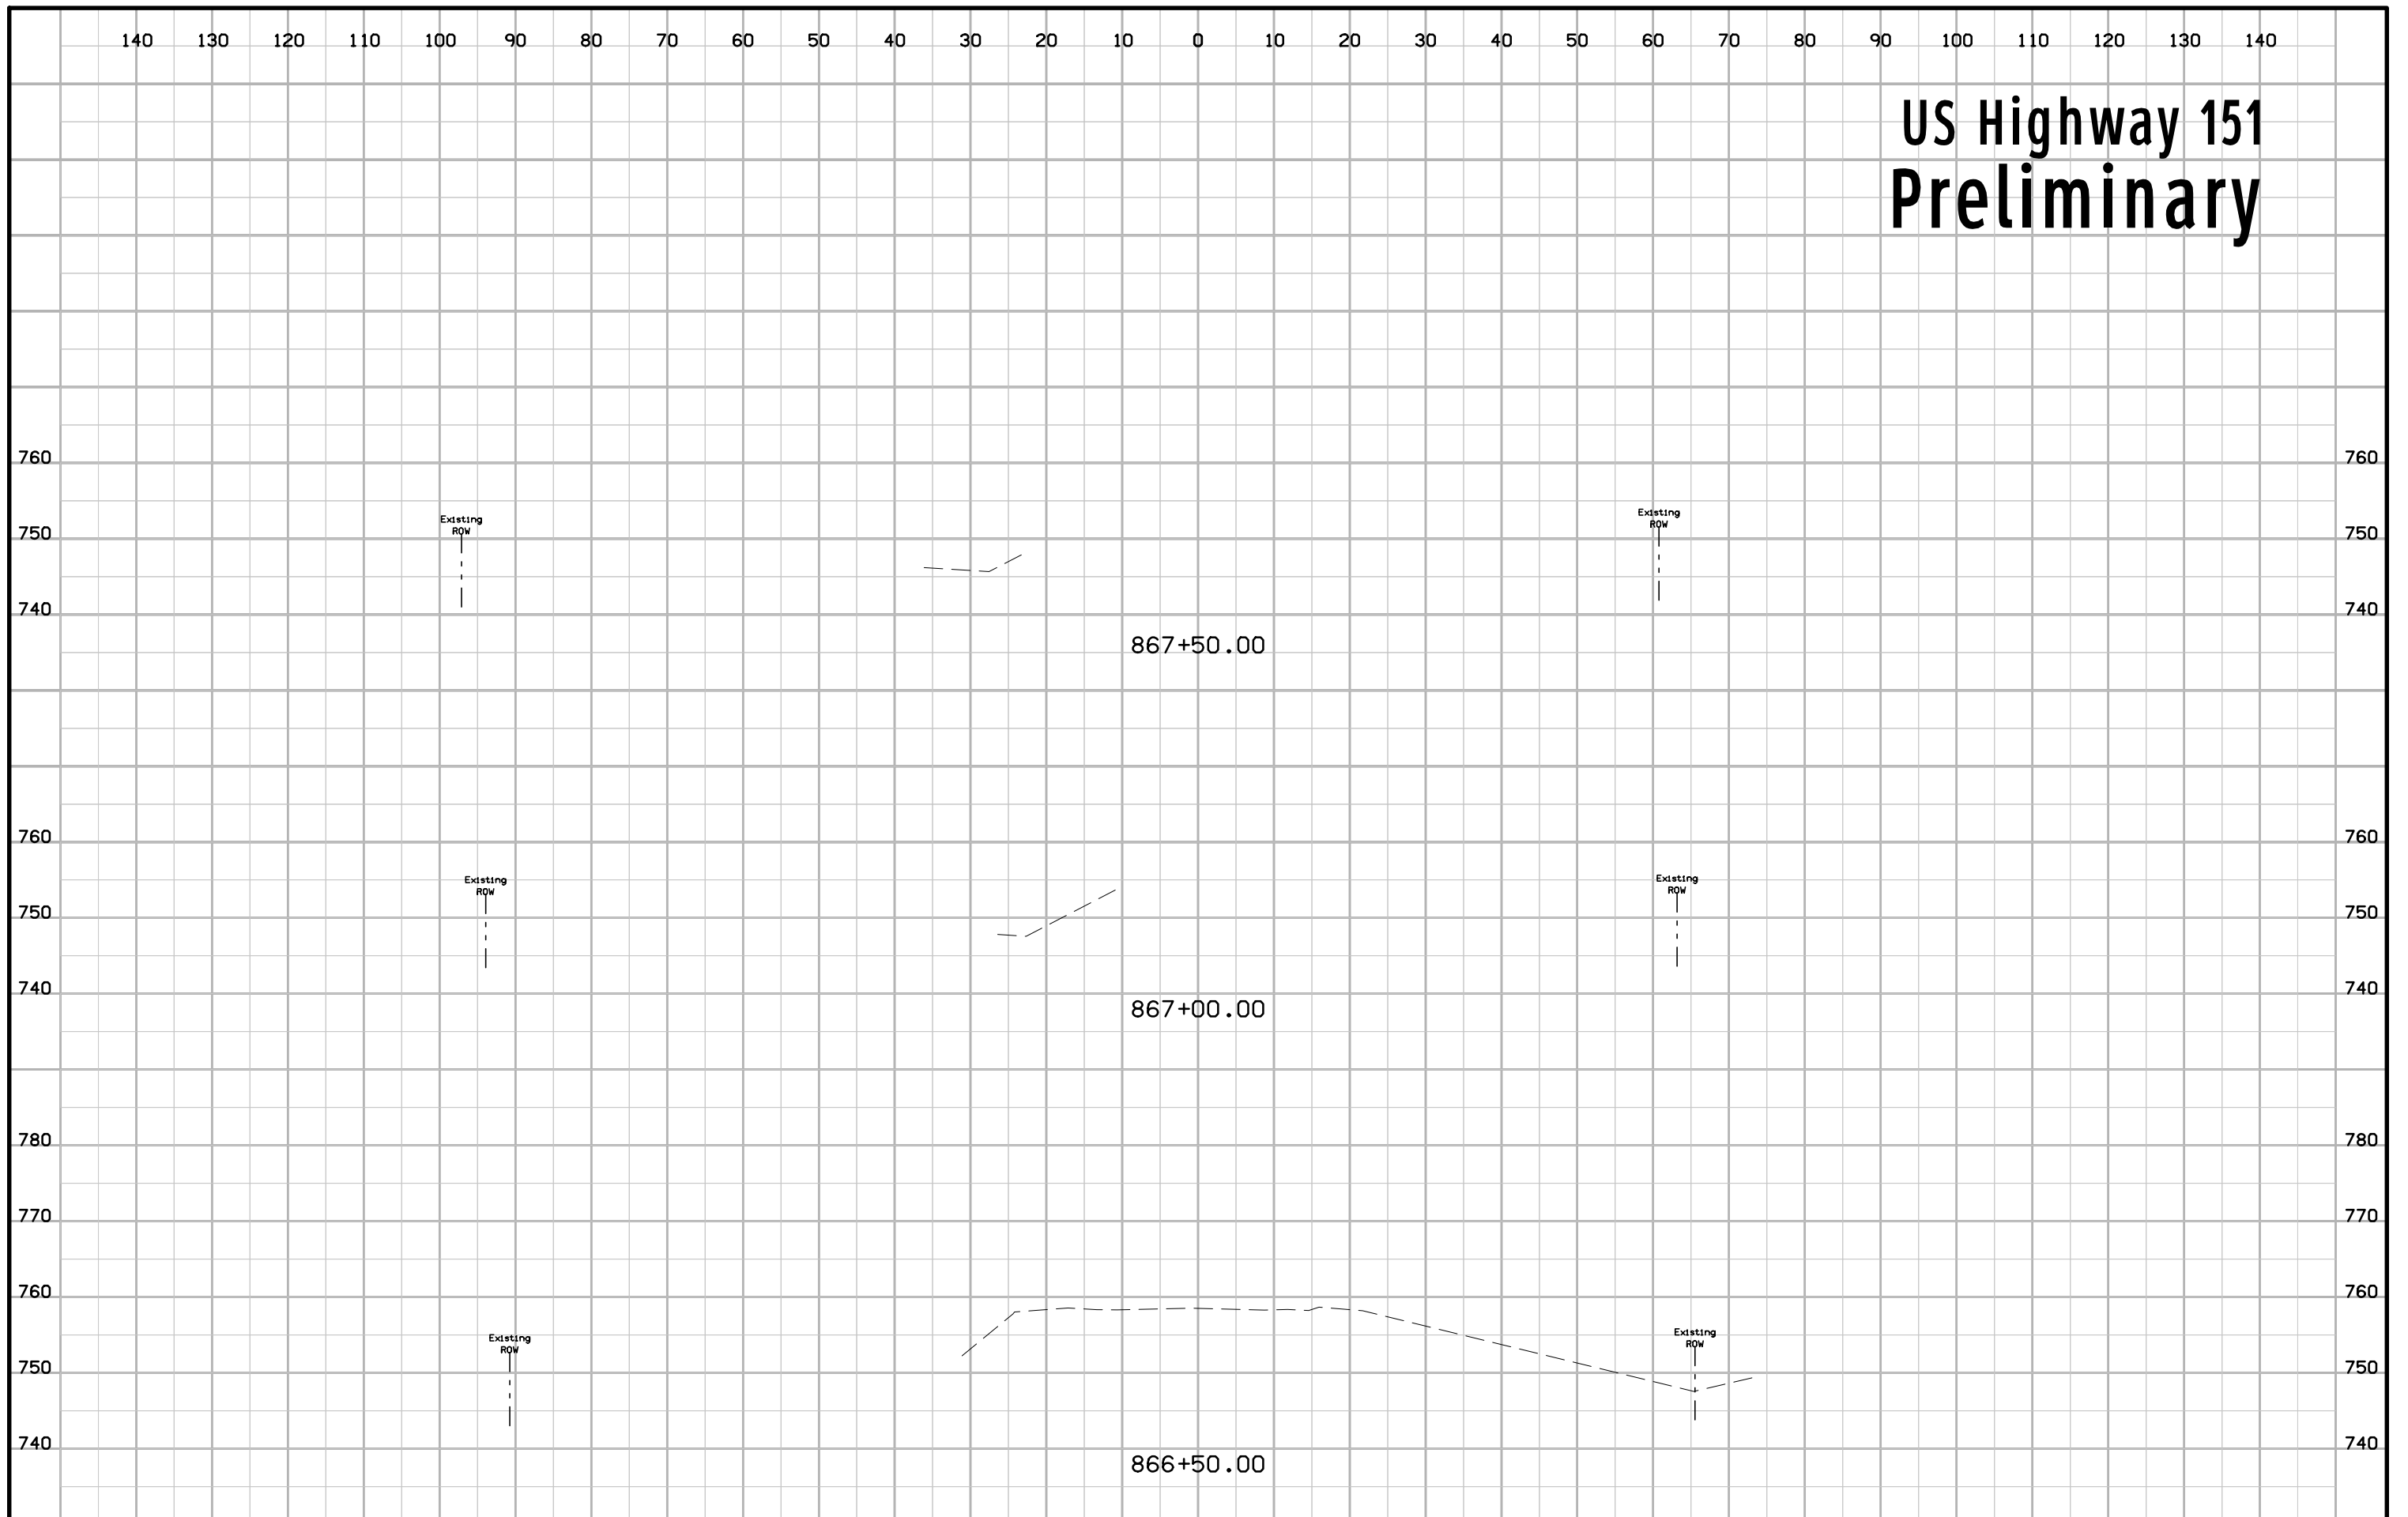 140 130 120 110 100 90 80 70 60 50 40 30 20 10 0 10 20 30 40 50 60 70 80 90 100 110 120 130 140
US Highway 151
Preliminary
760 760
Existing Existing
ROW ROW
750 750
740 740
867+50.00
760 760
Existing Existing
ROW ROW
750 750
740 740
867+00.00
780 780
770 770
760 760
Existing Existing
ROW ROW
750 750
740 740
866+50.00